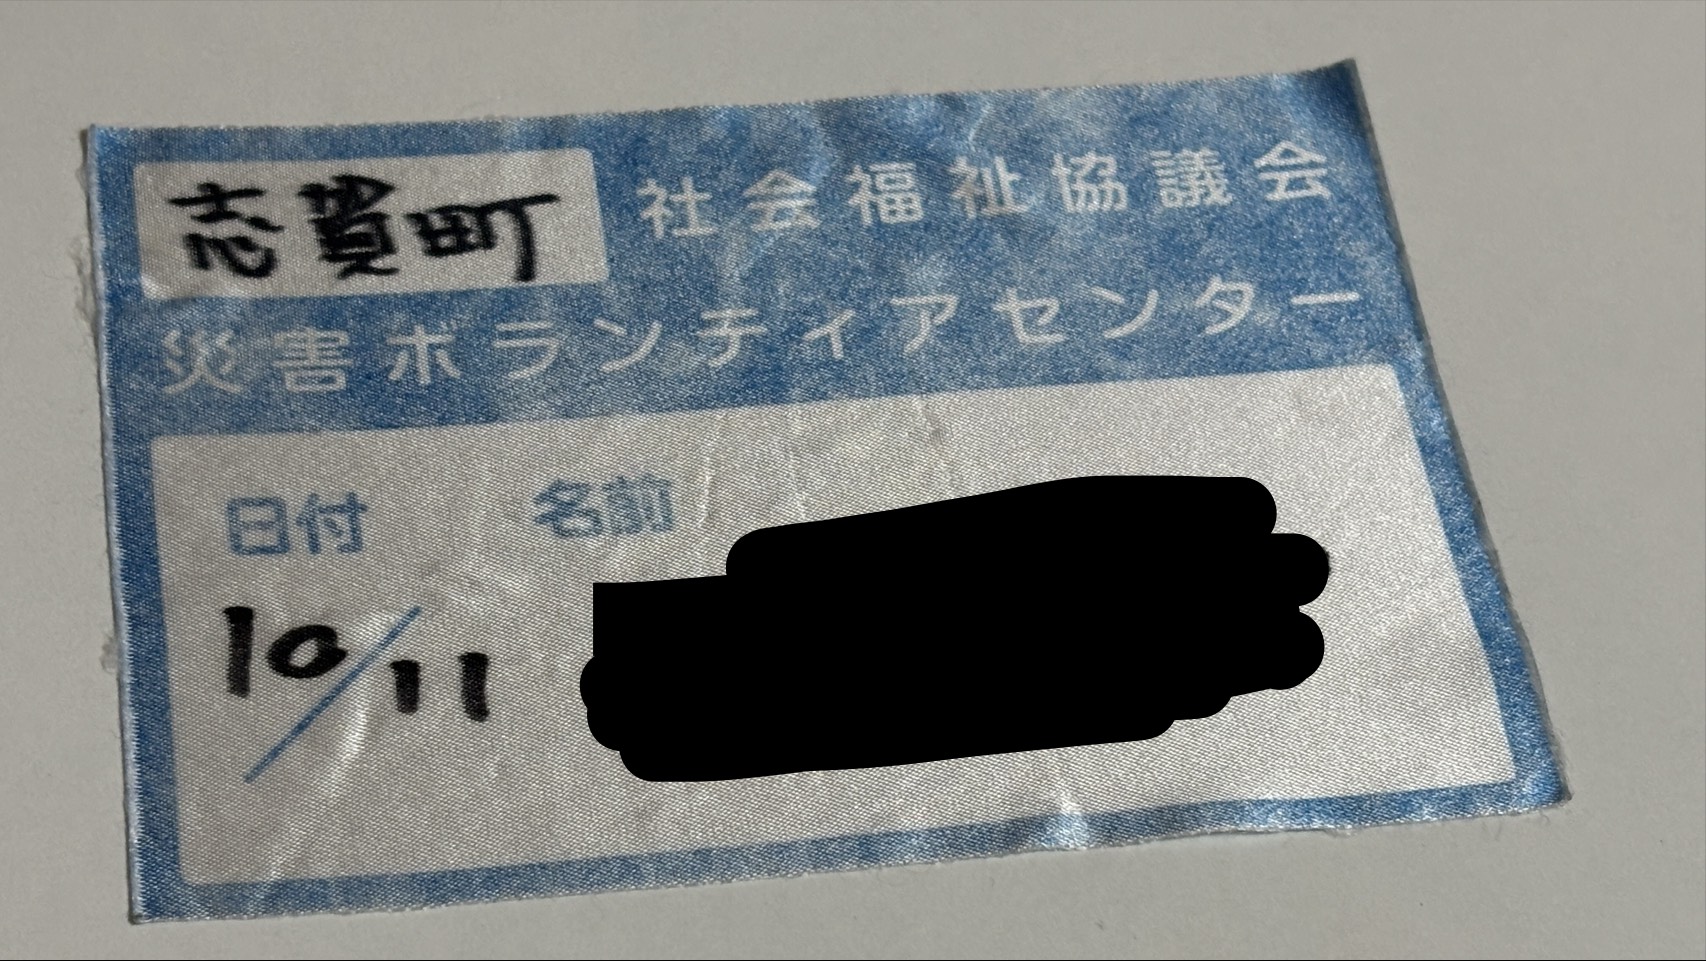 志賀町 社会福祉協議会
災害ボランティアセンター
日付 名前
10/11